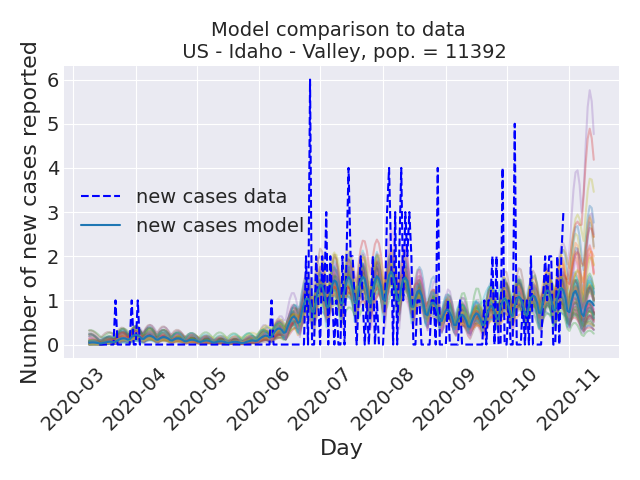 Model comparison to data
US - Idaho - Valley, pop. = 11392
Number of new cases reported
6
5
4
3
2
1
0
new cases data
new cases model
2020-03
2020-04
2020-05
2020-06
2020-07
2020-08
2020-09
2020-10
2020-11
Day